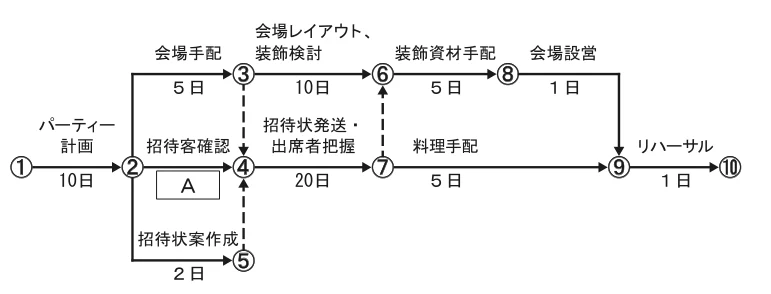 会場レイアウト、
会場手配
装飾検討
装飾資材手配
会場設営
③
⑥
⑧
5日
10日
5日
1日
パーティー
計画
招待客確認
招待状発送・
出席者把握
料理手配
リハーサル
①
②
④
⑦
⑨
⑩
10日
A
20日
5日
1日
招待状案作成
⑤
2日